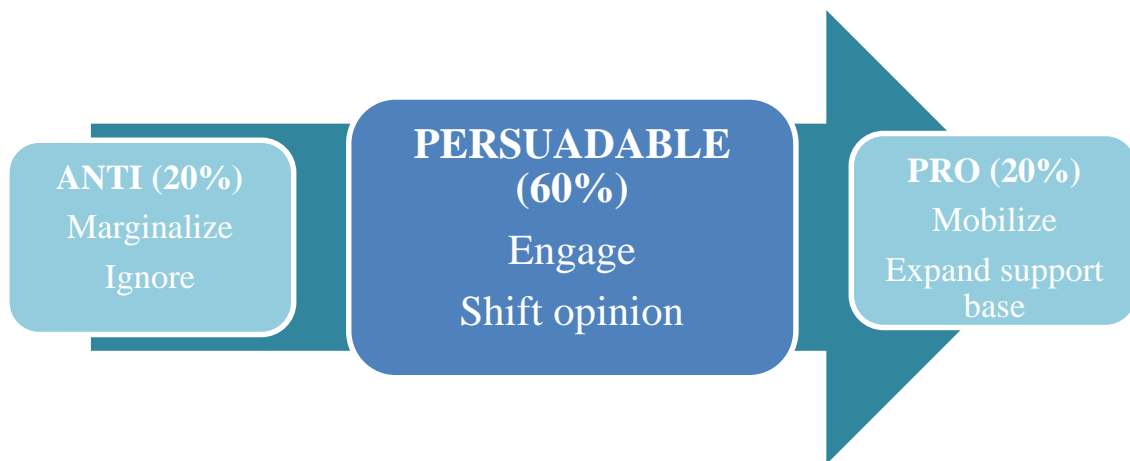 ANTI (20%)
Marginalize
Ignore
PERSUADABLE
(60%)
Engage
Shift opinion
PRO (20%)
Mobilize
Expand support
base